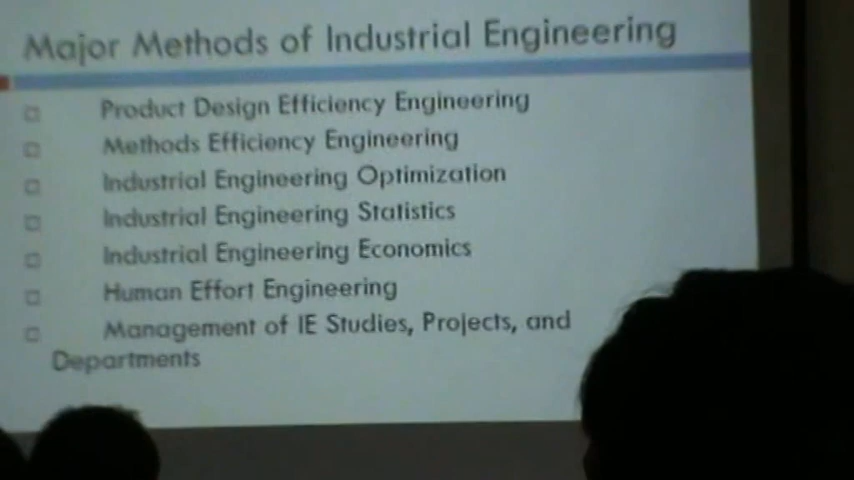 Major Methods of Industrial Engineering
Product Design Efficiency Engineering
Methods Efficiency Engineering
Industrial Engineering Optimization
Industrial Engineering Statistics
Industrial Engineering Economics
Human Effort Engineering
Management of IE Studies, Projects, and
Departments